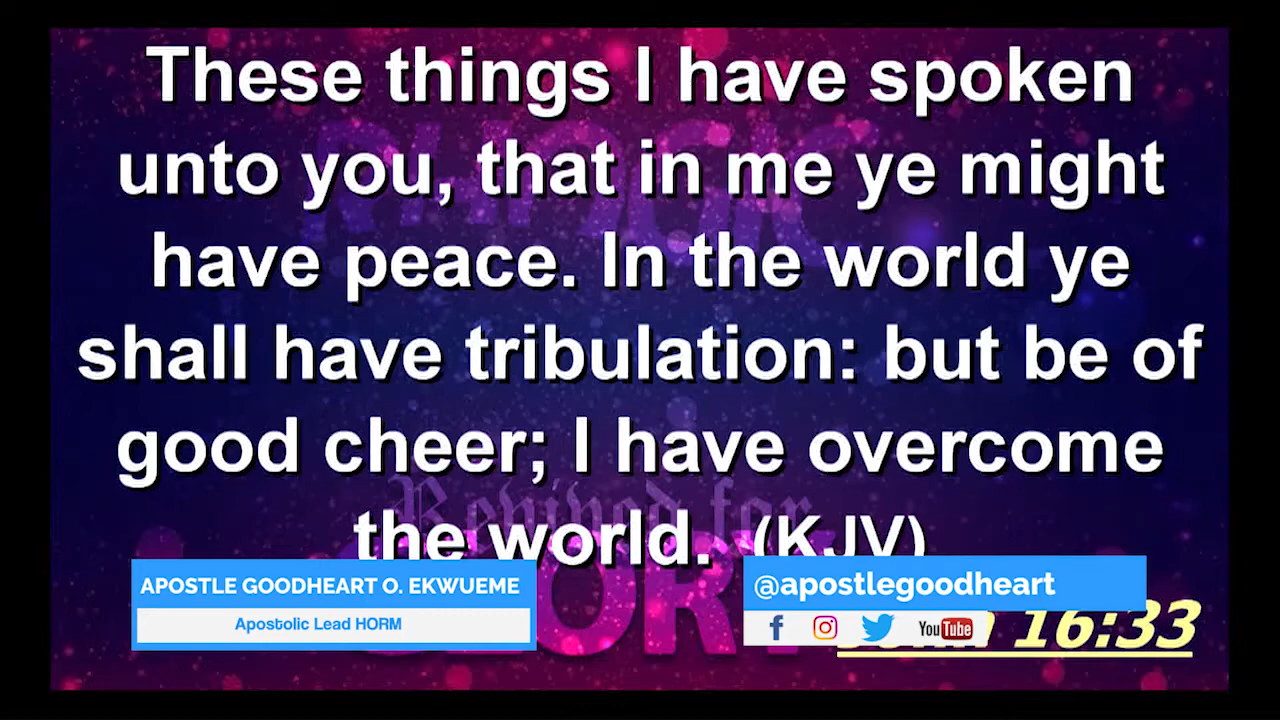 These things I have spoken
unto you, that in me ye might
have peace. In the world ye
shall have tribulation: but be of
good cheer; I have overcome
the world. (KJV)
Revived for
APOSTLE GOODHEART O. EKWUEME
Apostolic Lead HORM
@apostlegoodheart
YouTube
16:33